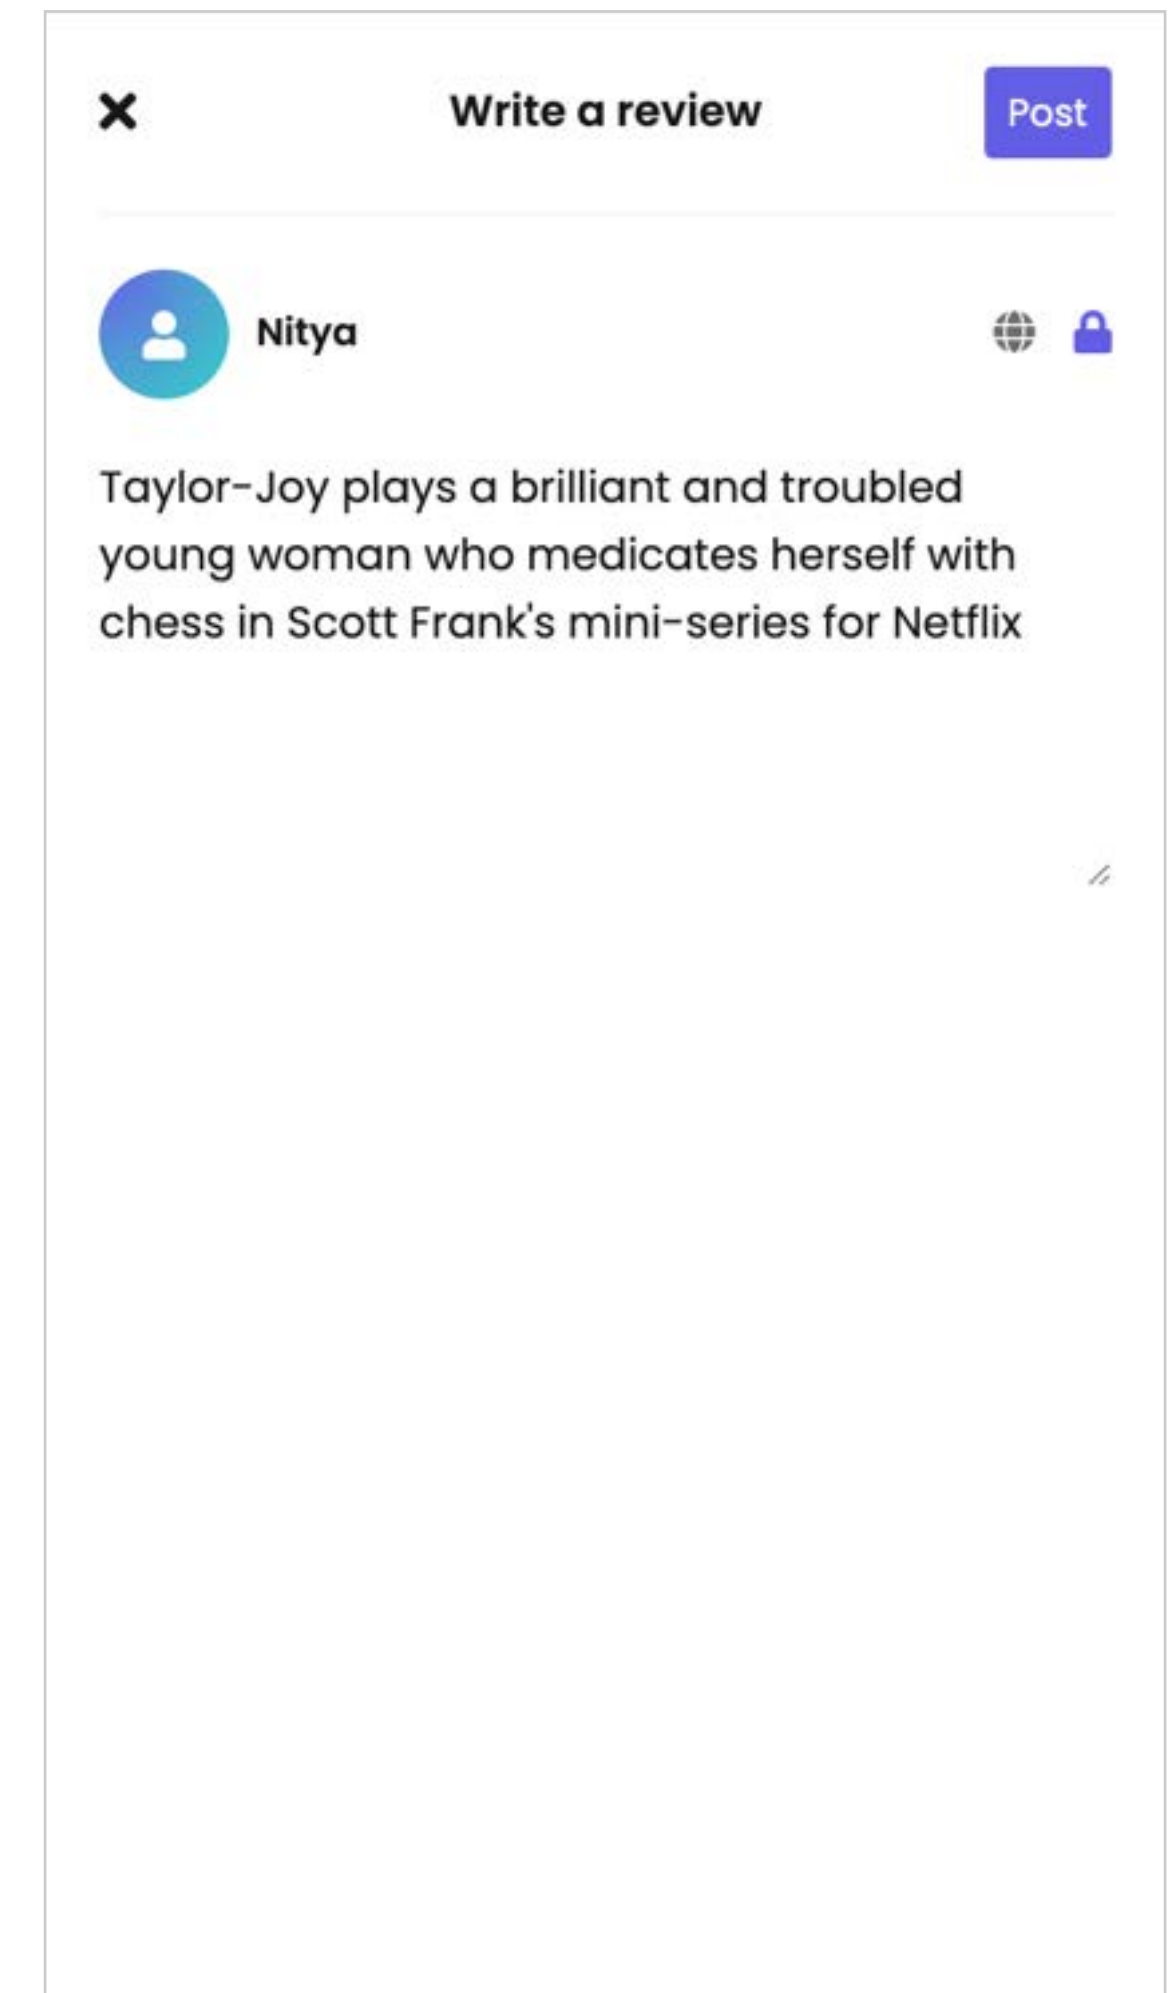 Write a review
Post
Nitya
Taylor-Joy plays a brilliant and troubled
young woman who medicates herself with
chess in Scott Frank's mini-series for Netflix